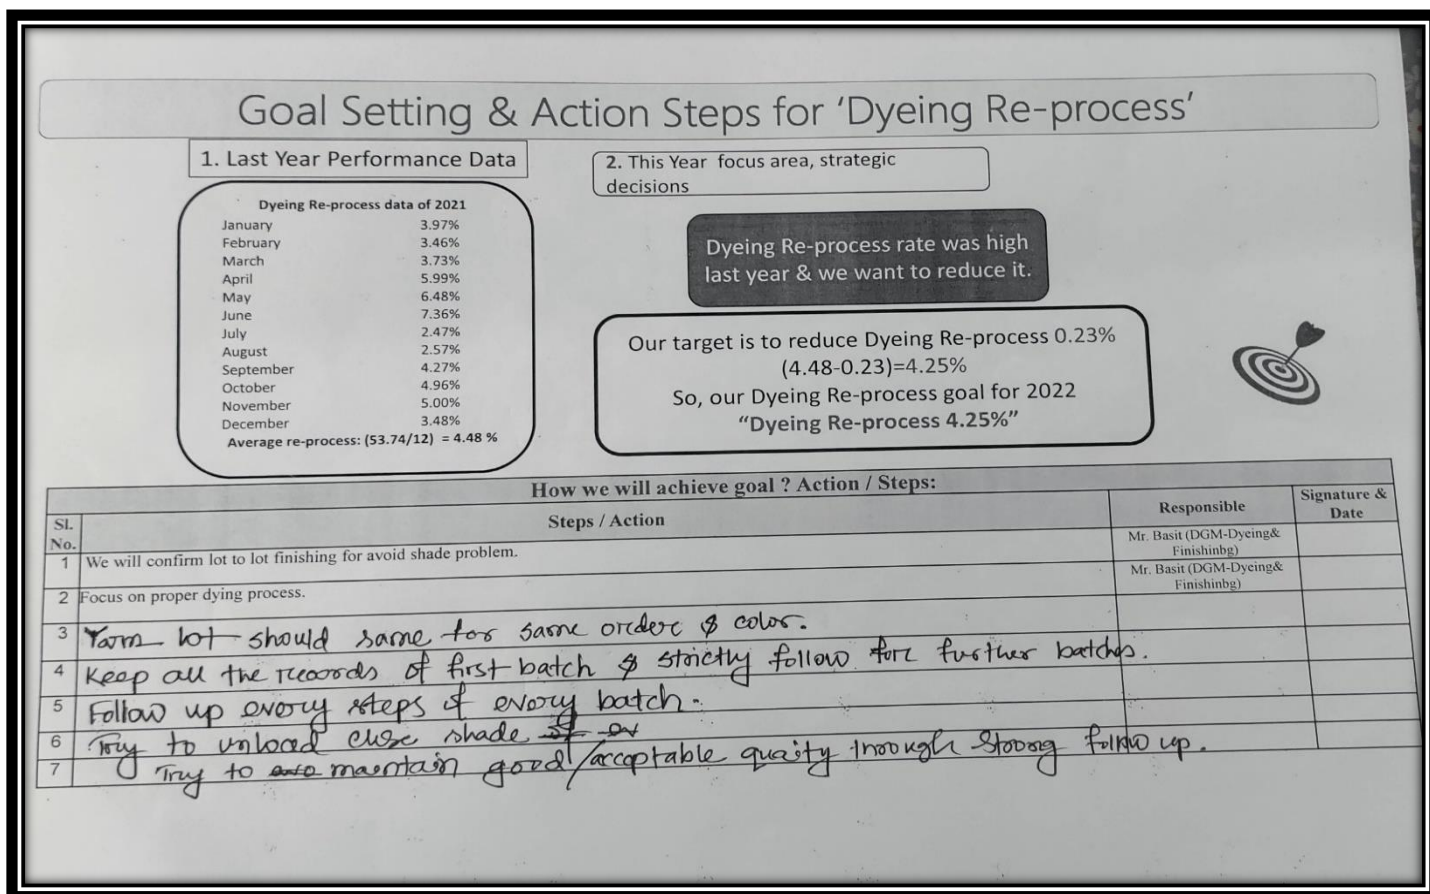 Goal Setting & Action Steps for 'Dyeing Re-process'
1. Last Year Performance Data
Dyeing Re-process data of 2021
January 3.97%
February 3.46%
March 3.73%
April 5.99%
May 6.48%
June 7.36%
July 2.47%
August 2.57%
September 4.27%
October 4.96%
November 5.00%
December 3.48%
Average re-process: (53.74/12) = 4.48 %
2. This Year focus area, strategic
decisions
Dyeing Re-process rate was high
last year & we want to reduce it.
Our target is to reduce Dyeing Re-process 0.23%
(4.48-0.23)=4.25%
So, our Dyeing Re-process goal for 2022
"Dyeing Re-process 4.25%"
How we will achieve goal ? Action / Steps:
Sl.
No.
Steps / Action
Responsible
Signature &
Date
1 We will confirm lot to lot finishing for avoid shade problem.
Mr. Basit (DGM-Dyeing&
Finishinbg)
2 Focus on proper dying process.
Mr. Basit (DGM-Dyeing&
Finishinbg)
3 Yarn lot should same for same order & color.
4 Keep all the records of first batch & strictly follow for further batches.
5 Follow up every steps of every batch.
6 Try to unload close shade
7 Try to maintain good/acceptable quaity through strong follow up.